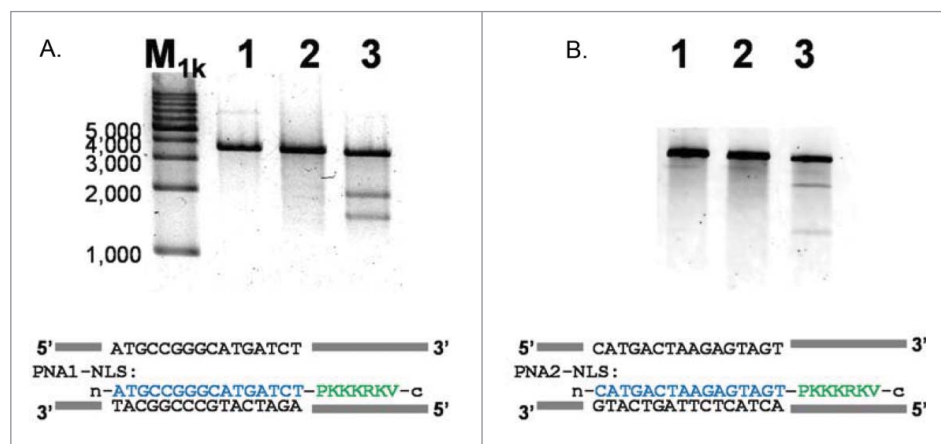 A.
M1k 1 2 3
5,000
4,000
3,000
2,000
1,000
5' ATGCCGGGCATGATCT 3'
PNA1-NLS:
n-ATGCCGGGCATGATCT-PKKKRKV-c
3' TACGGCCCGTACTAGA 5'
B.
1 2 3
5' CATGACTAAGAGTAGT 3'
PNA2-NLS:
n-CATGACTAAGAGTAGT-PKKKRKV-c
3' GTACTGATTCTCATCA 5'